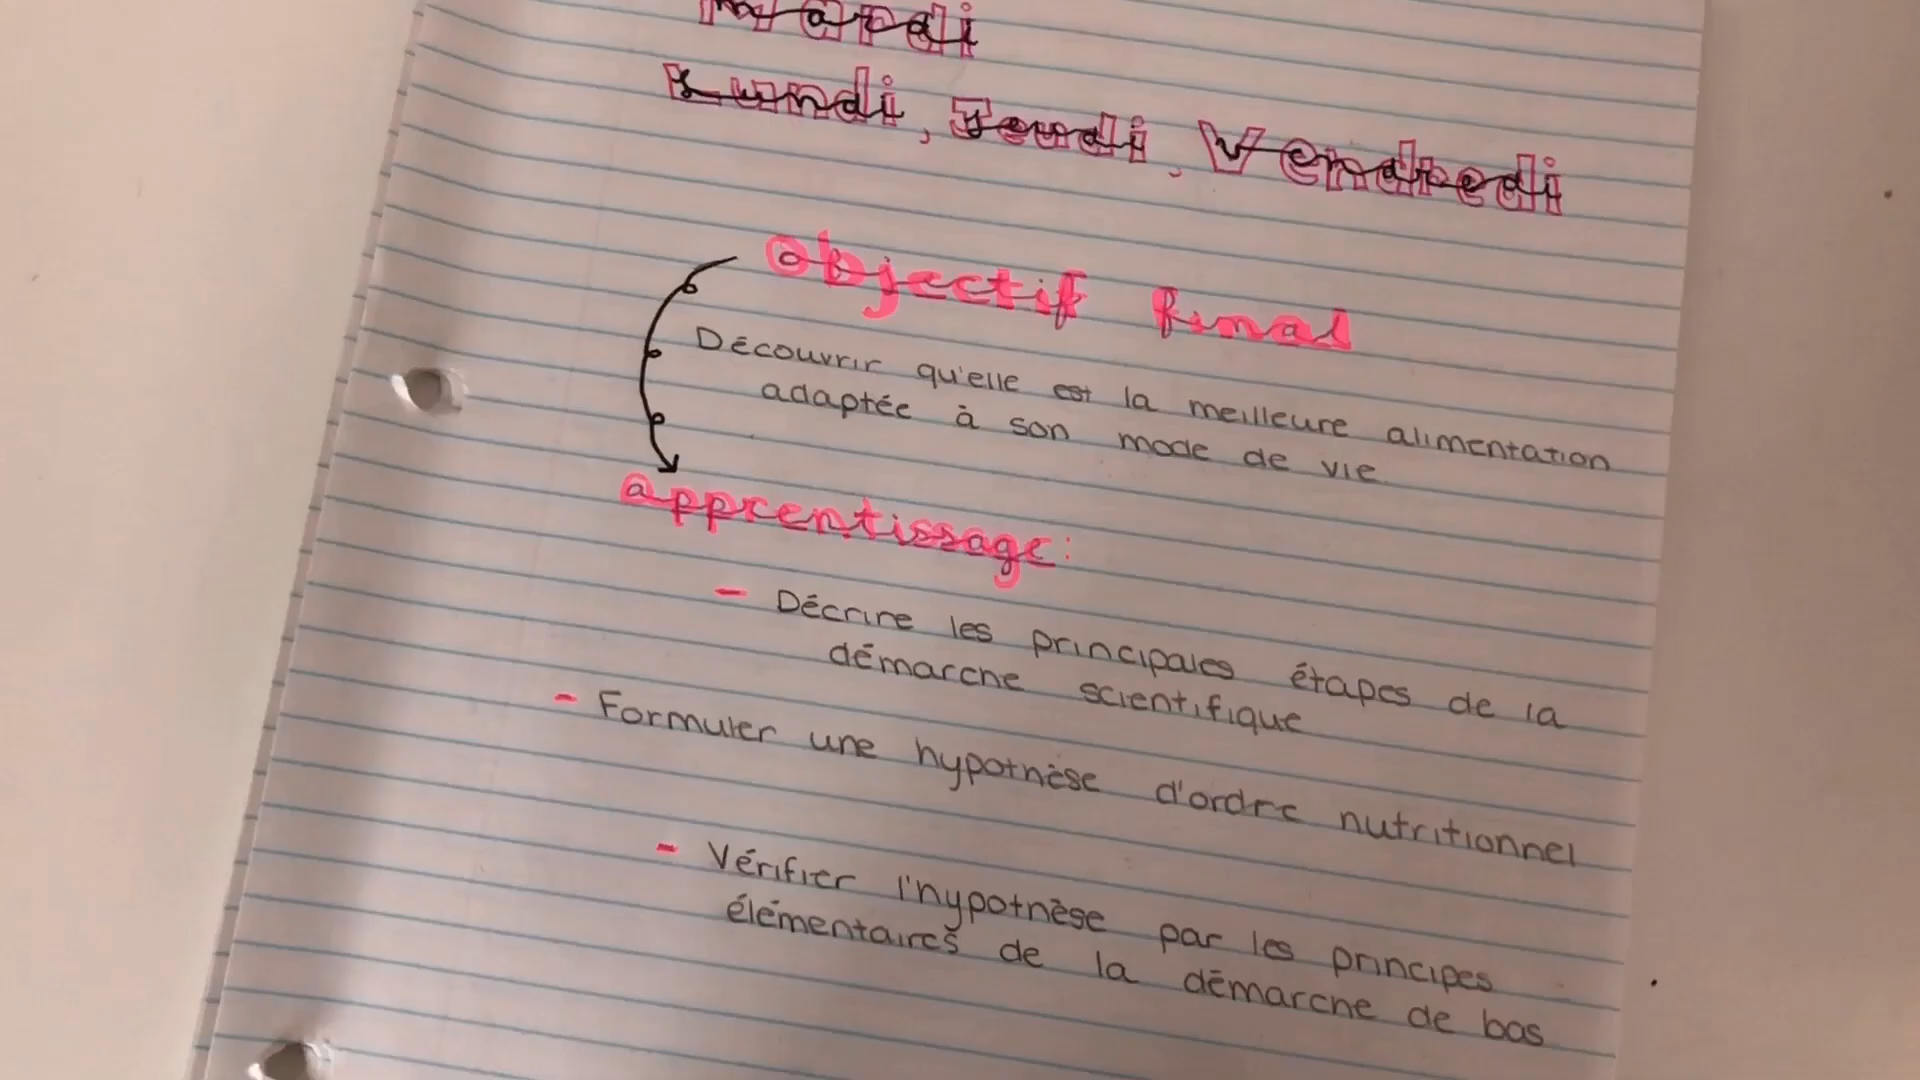 Mardi
Lundi, Jeudi, Vendredi
Objectif final
Découvrir qu'elle est la meilleure alimentation
adaptée à son mode de vie
apprentissage:
- Décrire les principales étapes de la
démarche scientifique
- Formuler une hypothèse d'ordre nutritionnel
- Vérifier l'hypothèse par les principes
élémentaires de la démarche de bas